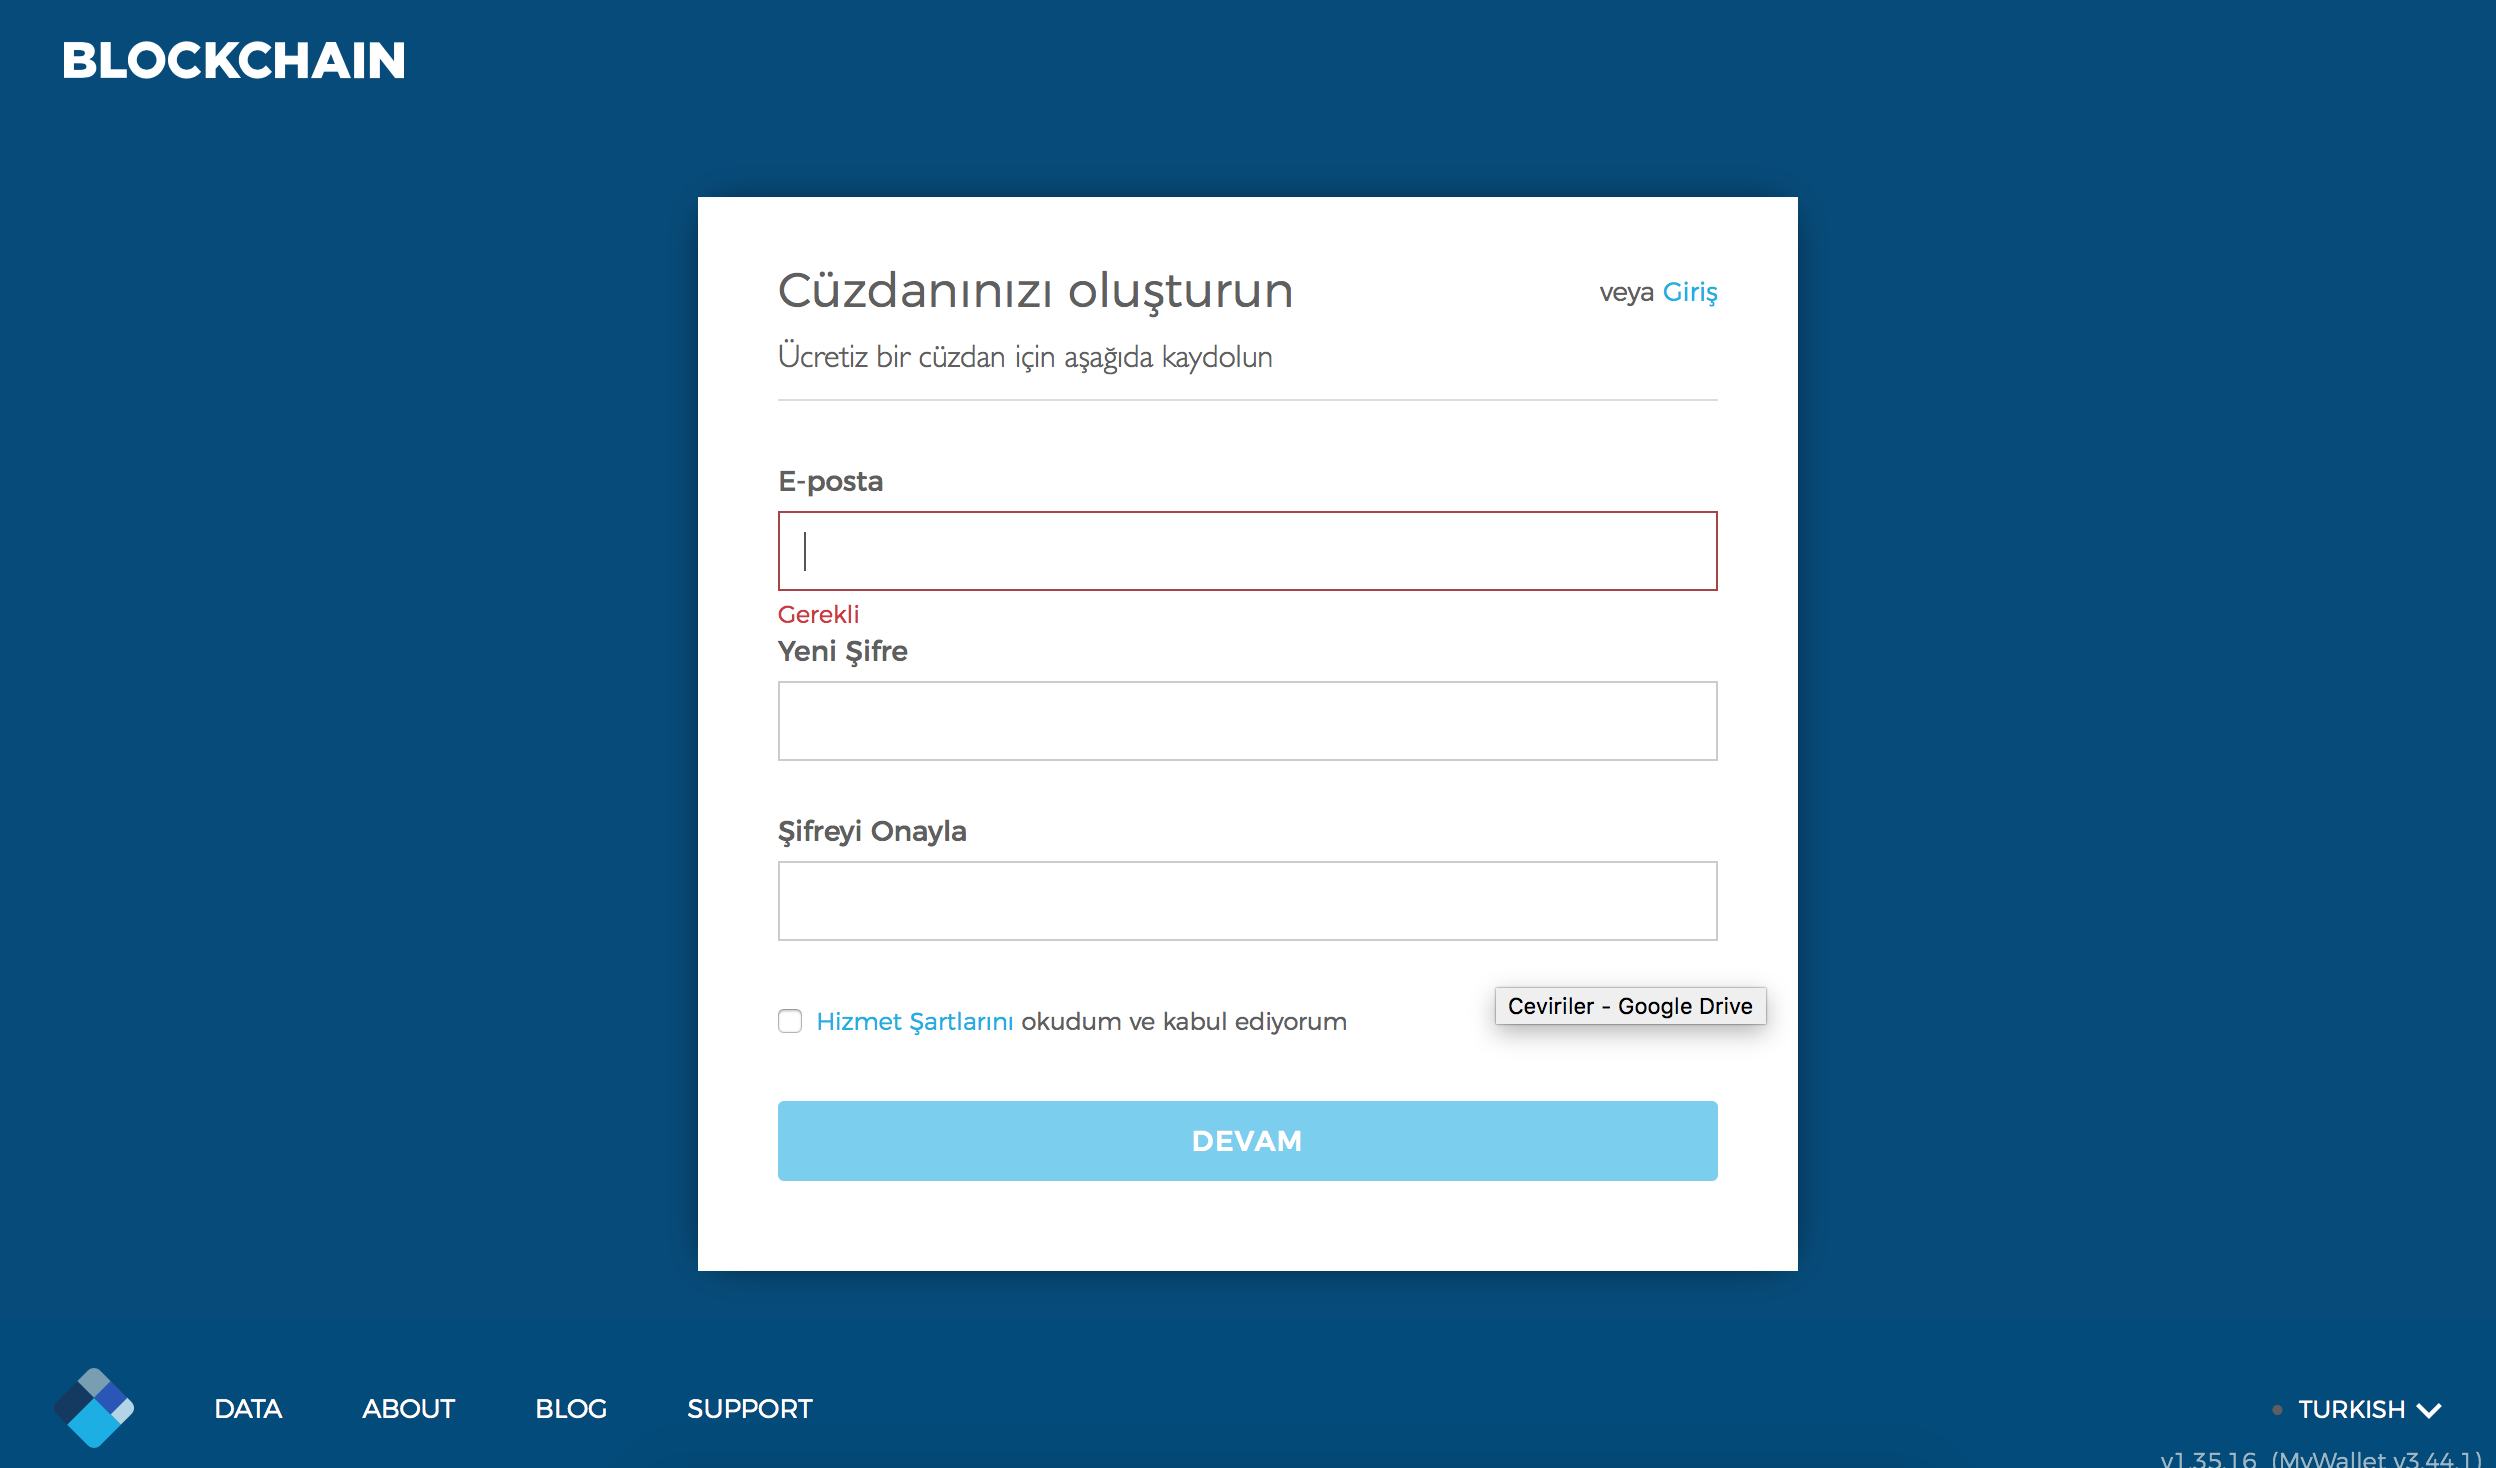 BLOCKCHAIN
Cüzdanınızı oluşturun
veya Giriş
Ücretiz bir cüzdan için aşağıda kaydolun
E-posta
Gerekli
Yeni Şifre
Şifreyi Onayla
Hizmet Şartlarını okudum ve kabul ediyorum
Ceviriler - Google Drive
DEVAM
DATA
ABOUT
BLOG
SUPPORT
TURKISH
v1.35.16 (MyWallet v3.44.1)